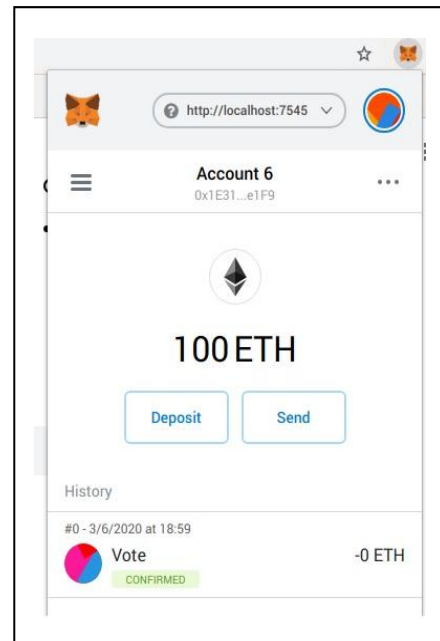 http://localhost:7545
Account 6
0x1E31...e1F9
100 ETH
Deposit
Send
History
#0 - 3/6/2020 at 18:59
Vote
-0 ETH
CONFIRMED